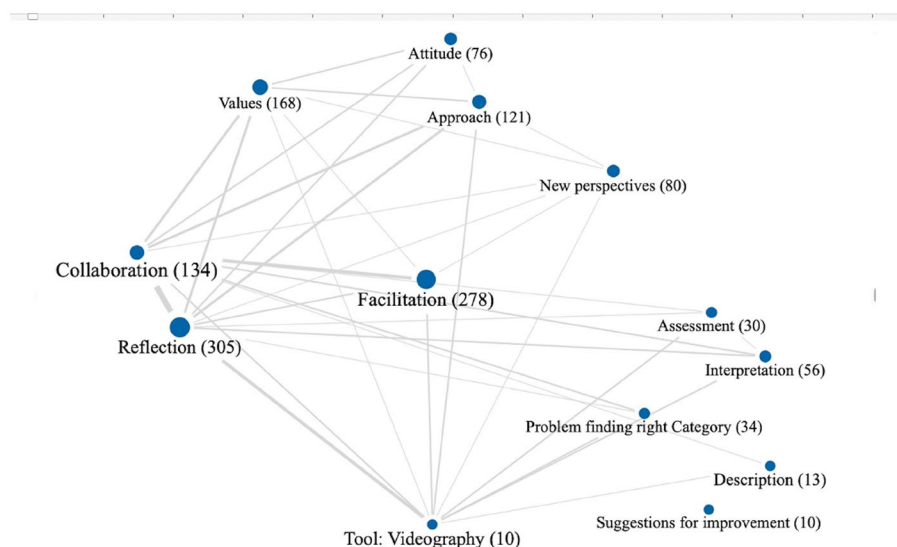 Attitude (76)
Values (168)
Approach (121)
New perspectives (80)
Collaboration (134)
Facilitation (278)
Assessment (30)
Reflection (305)
Interpretation (56)
Problem finding right Category (34)
Description (13)
Suggestions for improvement (10)
Tool: Videography (10)